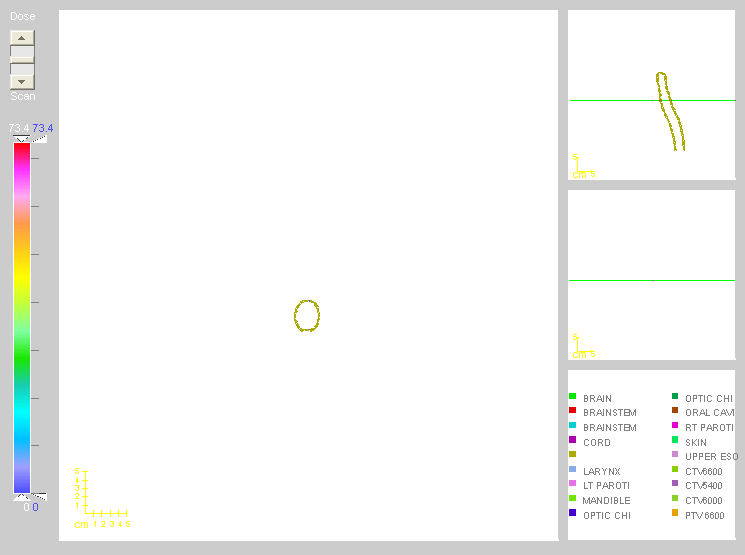 Dose
Scan
73.4 73.4
0 0
5
4
3
2
1
cm 1 2 3 4 5
5
cm 5
5
cm 5
BRAIN
BRAINSTEM
BRAINSTEM
CORD
LARYNX
LT PAROTI
MANDIBLE
OPTIC CHI
OPTIC CHI
ORAL CAVI
RT PAROTI
SKIN
UPPER ESO
CTV6600
CTV5400
CTV6000
PTV6600